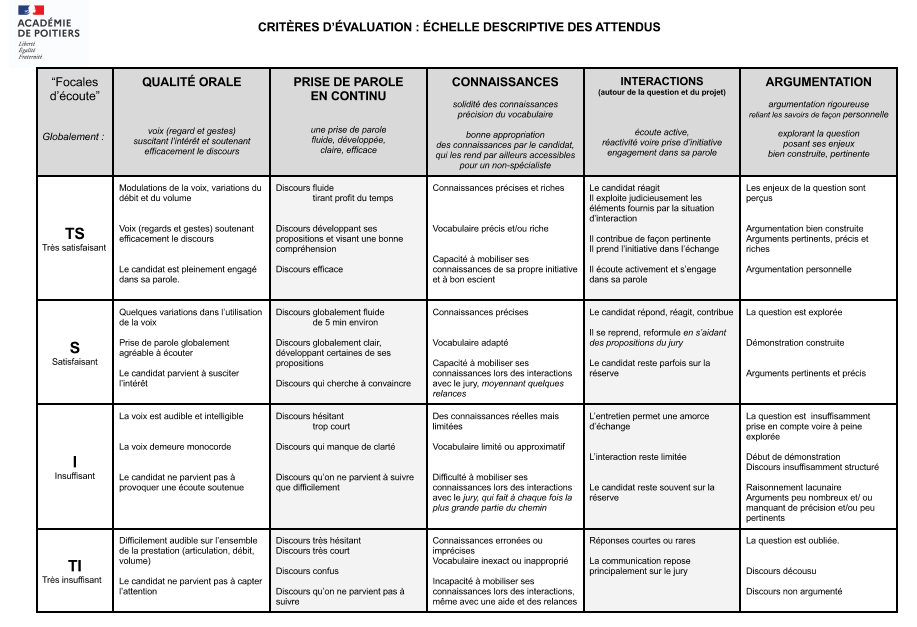 ACADÉMIE
DE POITIERS
Liberté
Égalité
Fraternité
CRITÈRES D'ÉVALUATION : ÉCHELLE DESCRIPTIVE DES ATTENDUS
“Focales
d'écoute”
Globalement :
QUALITÉ ORALE
voix (regard et gestes)
suscitant l'intérêt et soutenant
efficacement le discours
PRISE DE PAROLE
EN CONTINU
une prise de parole
fluide, développée,
claire, efficace
CONNAISSANCES
solidité des connaissances
précision du vocabulaire
bonne appropriation
des connaissances par le candidat,
qui les rend par ailleurs accessibles
pour un non-spécialiste
INTERACTIONS
(autour de la question et du projet)
écoute active,
réactivité voire prise d'initiative
engagement dans sa parole
ARGUMENTATION
argumentation rigoureuse
reliant les savoirs de façon personnelle
explorant la question
posant ses enjeux
bien construite, pertinente
TS
Très satisfaisant
Modulations de la voix, variations du
débit et du volume
Voix (regards et gestes) soutenant
efficacement le discours
Le candidat est pleinement engagé
dans sa parole.
Discours fluide
tirant profit du temps
Discours développant ses
propositions et visant une bonne
compréhension
Discours efficace
Connaissances précises et riches
Vocabulaire précis et/ou riche
Capacité à mobiliser ses
connaissances de sa propre initiative
et à bon escient
Le candidat réagit
Il exploite judicieusement les
éléments fournis par la situation
d'interaction
Il contribue de façon pertinente
Il prend l'initiative dans l'échange
Il écoute activement et s'engage
dans sa parole
Les enjeux de la question sont
perçus
Argumentation bien construite
Arguments pertinents, précis et
riches
Argumentation personnelle
S
Satisfaisant
Quelques variations dans l'utilisation
de la voix
Prise de parole globalement
agréable à écouter
Le candidat parvient à susciter
l'intérêt
Discours globalement fluide
de 5 min environ
Discours globalement clair,
développant certaines de ses
propositions
Discours qui cherche à convaincre
Connaissances précises
Vocabulaire adapté
Capacité à mobiliser ses
connaissances lors des interactions
avec le jury, moyennant quelques
relances
Le candidat répond, réagit, contribue
Il se reprend, reformule en s'aidant
des propositions du jury
Le candidat reste parfois sur la
réserve
La question est explorée
Démonstration construite
Arguments pertinents et précis
I
Insuffisant
La voix est audible et intelligible
La voix demeure monocorde
Le candidat ne parvient pas à
provoquer une écoute soutenue
Discours hésitant
trop court
Discours qui manque de clarté
Discours qu'on ne parvient à suivre
que difficilement
Des connaissances réelles mais
limitées
Vocabulaire limité ou approximatif
Difficulté à mobiliser ses
connaissances lors des interactions
avec le jury, qui fait à chaque fois la
plus grande partie du chemin
L'entretien permet une amorce
d'échange
L'interaction reste limitée
Le candidat reste souvent sur la
réserve
La question est insuffisamment
prise en compte voire à peine
explorée
Début de démonstration
Discours insuffisamment structuré
Raisonnement lacunaire
Arguments peu nombreux et/ ou
manquant de précision et/ou peu
pertinents
TI
Très insuffisant
Difficilement audible sur l'ensemble
de la prestation (articulation, débit,
volume)
Le candidat ne parvient pas à capter
l'attention
Discours très hésitant
Discours très court
Discours confus
Discours qu'on ne parvient pas à
suivre
Connaissances erronées ou
imprécises
Vocabulaire inexact ou inapproprié
Incapacité à mobiliser ses
connaissances lors des interactions,
même avec une aide et des relances
Réponses courtes ou rares
La communication repose
principalement sur le jury
La question est oubliée.
Discours décousu
Discours non argumenté